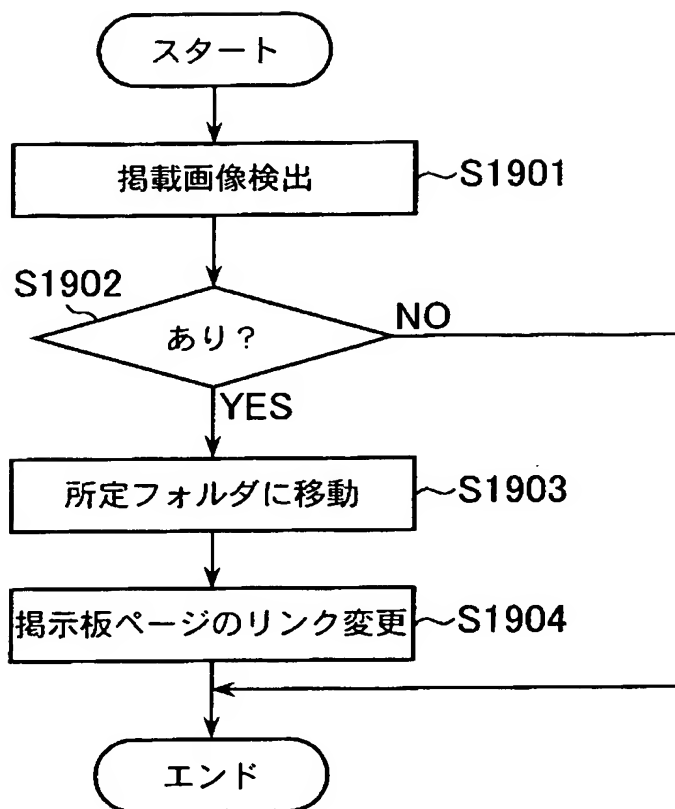 スタート
掲載画像検出
S1901
S1902
あり？
NO
YES
所定フォルダに移動
S1903
掲示板ページのリンク変更
S1904
エンド